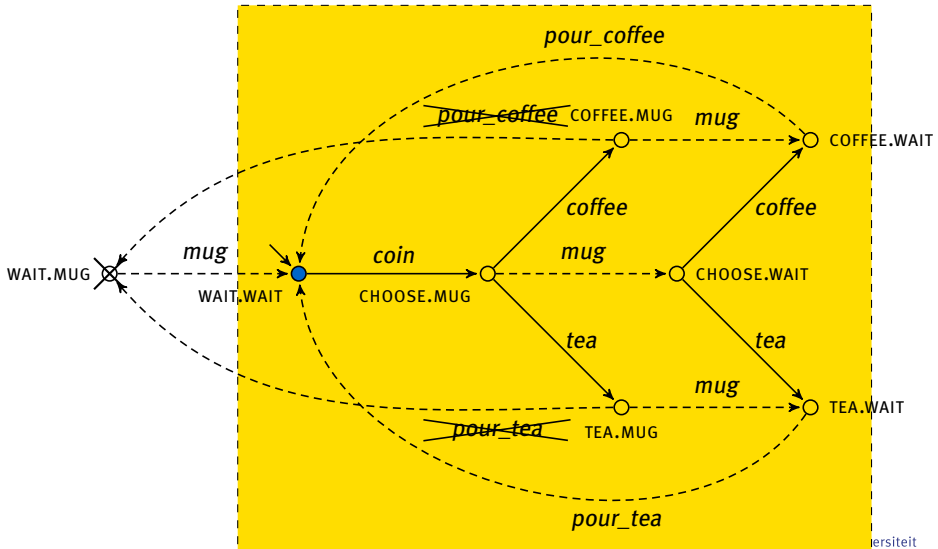 pour_coffee
pour_coffee COFFEE.MUG mug
COFFEE.WAIT
coffee coffee
mug coin mug
WAIT.MUG CHOOSE.WAIT
WAIT.WAIT CHOOSE.MUG
tea tea
mug
TEA.WAIT
pour_tea TEA.MUG
pour_tea
ersiteit